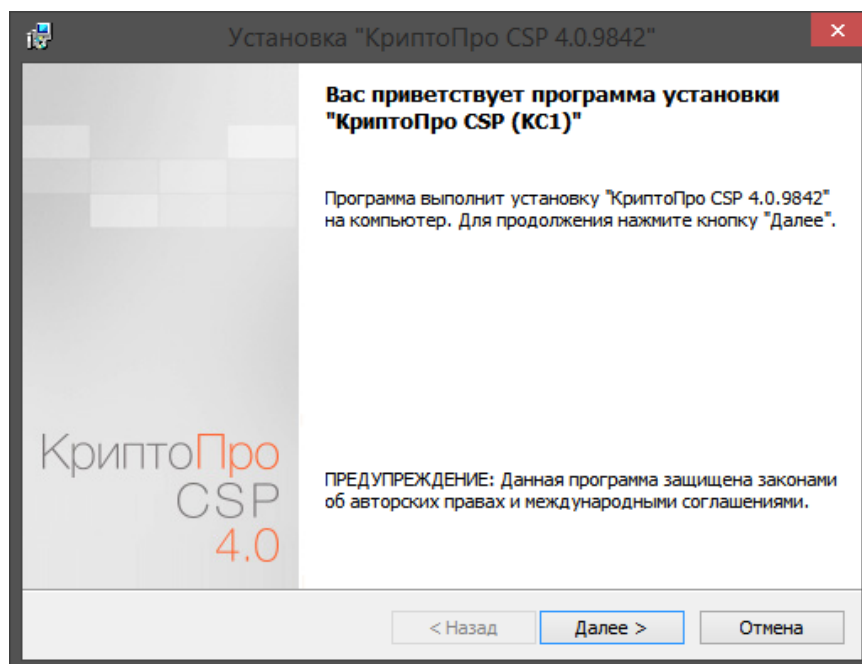 Установка "КриптоПро CSP 4.0.9842"
Вас приветствует программа установки
"КриптоПро CSP (KC1)"
Программа выполнит установку "КриптоПро CSP 4.0.9842"
на компьютер. Для продолжения нажмите кнопку "Далее".
КриптоПро
CSP
4.0
ПРЕДУПРЕЖДЕНИЕ: Данная программа защищена законами
об авторских правах и международными соглашениями.
< Назад
Далее >
Отмена